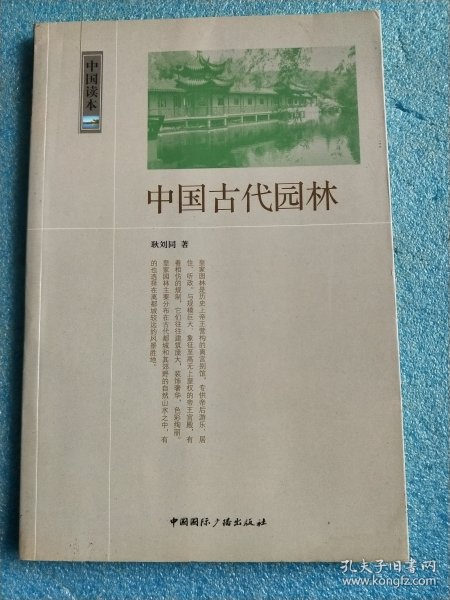 中国读本
中国古代园林
耿刘同 著
皇家园林是历史上帝王营构的离宫别馆，专供帝后游乐、居
住、听政。与规模巨大、象征至高无上皇权的帝王宫殿，有
着相仿的规制，它们往往建筑庞大，装饰奢华，色彩绚丽。
皇家园林主要分布在古代都城和其郊野的自然山水之中，有
的也选择在离都城较远的风景胜地。
中国国际广播出版社
孔夫子旧书网
www.kongfz.com